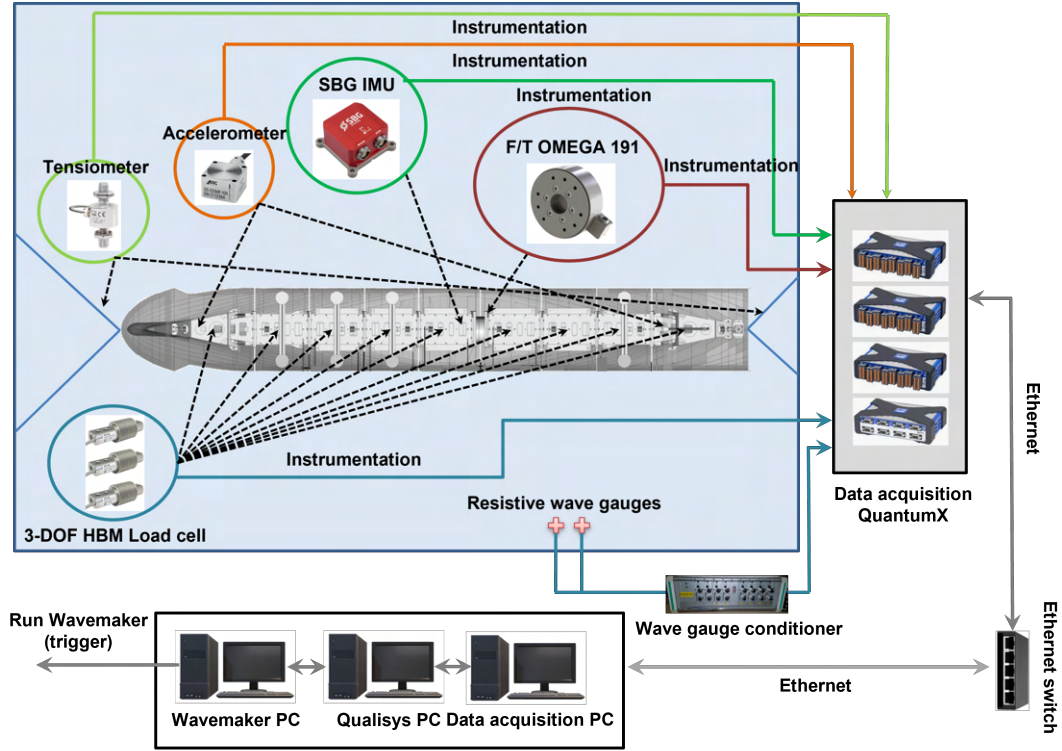 Instrumentation
Instrumentation
SBG IMU
SBG
Instrumentation
Accelerometer
F/T OMEGA 191
Instrumentation
Tensiometer
Instrumentation
3-DOF HBM Load cell
Resistive wave gauges
Data acquisition
QuantumX
Ethernet
Wave gauge conditioner
Run Wavemaker
(trigger)
Wavemaker PC
Qualisys PC
Data acquisition PC
Ethernet
Ethernet switch